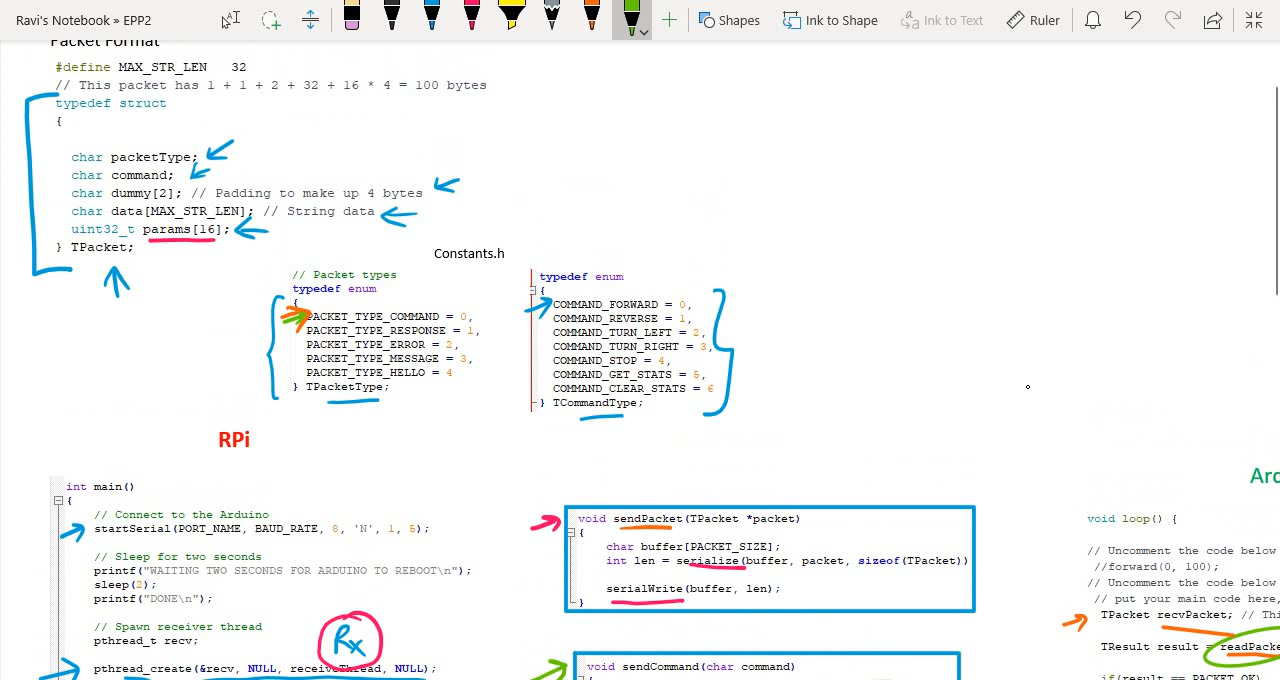 Ravi's Notebook » EPP2
Shapes
Ink to Shape
Ink to Text
Ruler
Packet Format
#define MAX_STR_LEN 32
// This packet has 1 + 1 + 2 + 32 + 16 * 4 = 100 bytes
typedef struct
{
char packetType;
char command;
char dummy[2]; // Padding to make up 4 bytes
char data[MAX_STR_LEN]; // String data
uint32_t params[16];
} TPacket;
Constants.h
// Packet types
typedef enum
{
PACKET_TYPE_COMMAND = 0,
PACKET_TYPE_RESPONSE = 1,
PACKET_TYPE_ERROR = 2,
PACKET_TYPE_MESSAGE = 3,
PACKET_TYPE_HELLO = 4
} TPacketType;
typedef enum
{
COMMAND_FORWARD = 0,
COMMAND_REVERSE = 1,
COMMAND_TURN_LEFT = 2,
COMMAND_TURN_RIGHT = 3,
COMMAND_STOP = 4,
COMMAND_GET_STATS = 5,
COMMAND_CLEAR_STATS = 6
} TCommandType;
RPi
int main()
{
// Connect to the Arduino
startSerial(PORT_NAME, BAUD_RATE, 8, 'N', 1, 5);
// Sleep for two seconds
printf("WAITING TWO SECONDS FOR ARDUINO TO REBOOT\n");
sleep(2);
printf("DONE\n");
// Spawn receiver thread
pthread_t recv;
Rx
pthread_create(&recv, NULL, receiveThread, NULL);
void sendPacket(TPacket *packet)
{
char buffer[PACKET_SIZE];
int len = serialize(buffer, packet, sizeof(TPacket))
serialWrite(buffer, len);
}
void sendCommand(char command)
{
Ard
void loop() {
// Uncomment the code below
//forward(0, 100);
// Uncomment the code below
// put your main code here,
TPacket recvPacket; // Thi
TResult result = readPacke
if(result == PACKET_OK)